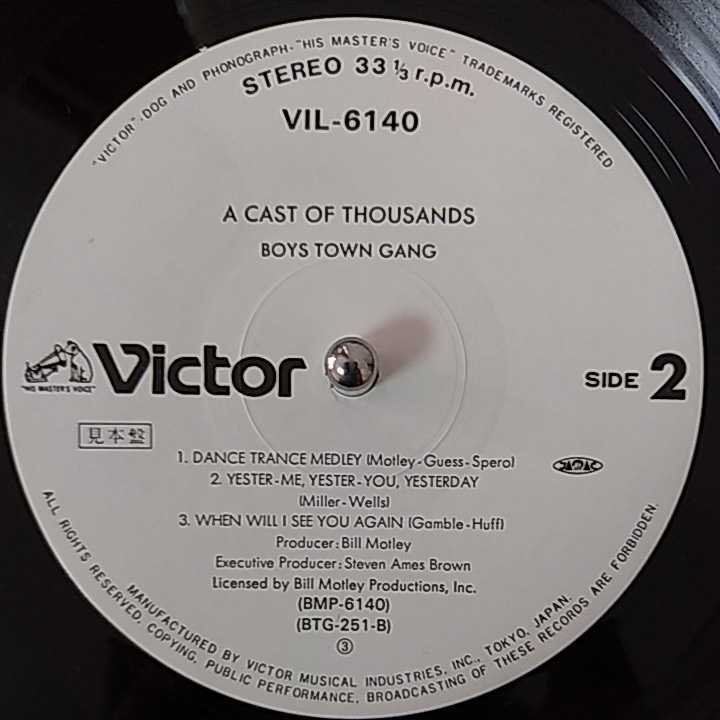 "VICTOR"-DOG AND PHONOGRAPH-"HIS MASTER'S VOICE" TRADEMARKS REGISTERED
STEREO 33 1/3 r.p.m.
VIL-6140
A CAST OF THOUSANDS
BOYS TOWN GANG
"HIS MASTER'S VOICE"
Victor
SIDE 2
見本盤
1. DANCE TRANCE MEDLEY (Motley-Guess-Spero)
2. YESTER-ME, YESTER-YOU, YESTERDAY
(Miller-Wells)
3. WHEN WILL I SEE YOU AGAIN (Gamble-Huff)
Producer: Bill Motley
Executive Producer: Steven Ames Brown
Licensed by Bill Motley Productions, Inc.
(BMP-6140)
(BTG-251-B)
③
MANUFACTURED BY VICTOR MUSICAL INDUSTRIES, INC., TOKYO, JAPAN.
ALL RIGHTS RESERVED, COPYING, PUBLIC PERFORMANCE, BROADCASTING OF THESE RECORDS ARE FORBIDDEN.